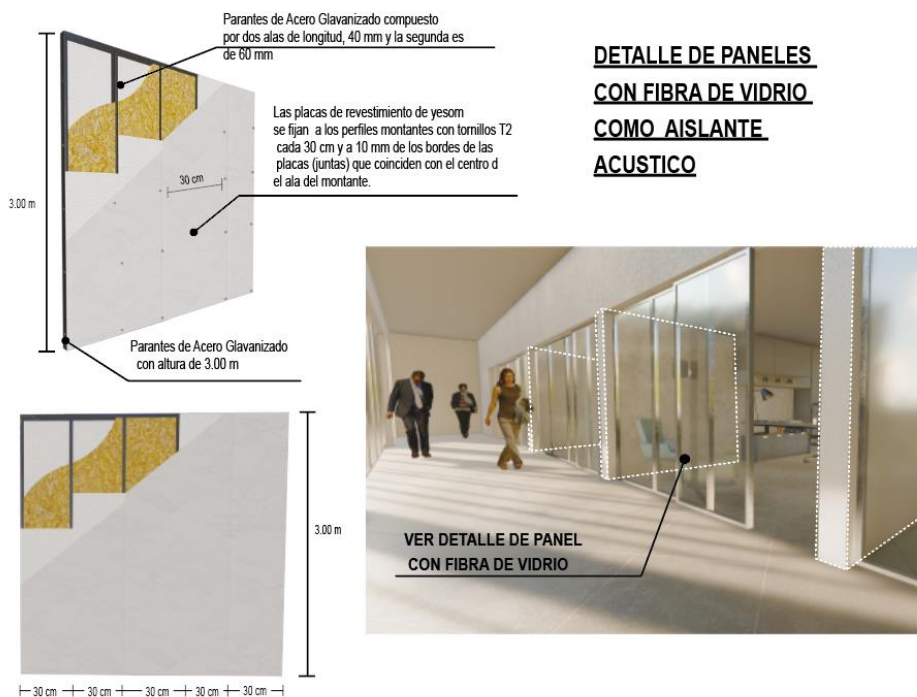 Parantes de Acero Glavanizado compuesto
por dos alas de longitud, 40 mm y la segunda es
de 60 mm
DETALLE DE PANELES
CON FIBRA DE VIDRIO
COMO AISLANTE
ACUSTICO
Las placas de revestimiento de yesom
se fijan a los perfiles montantes con tornillos T2
cada 30 cm y a 10 mm de los bordes de las
placas (juntas) que coinciden con el centro d
el ala del montante.
30 cm
3.00 m
Parantes de Acero Glavanizado
con altura de 3.00 m
3.00 m
VER DETALLE DE PANEL
CON FIBRA DE VIDRIO
30 cm 30 cm 30 cm 30 cm 30 cm